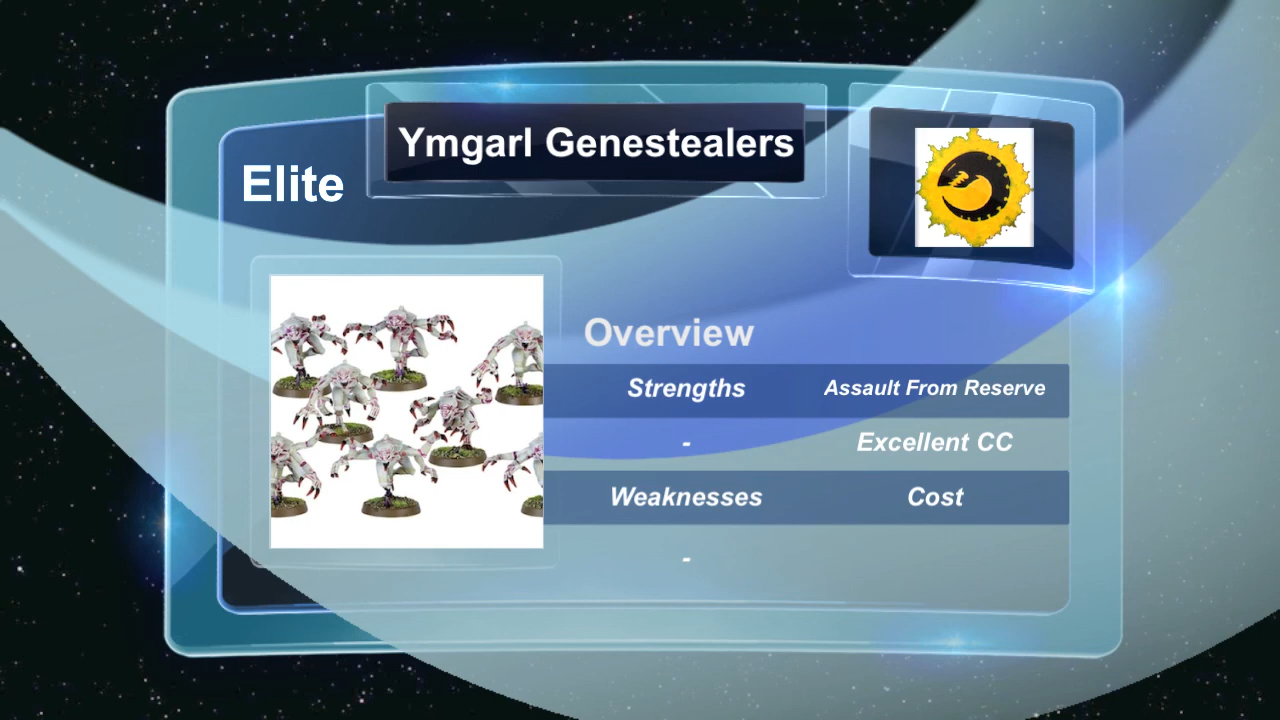 Ymgarl Genestealers
Elite
Overview
Strengths Assault From Reserve
- Excellent CC
Weaknesses Cost
-